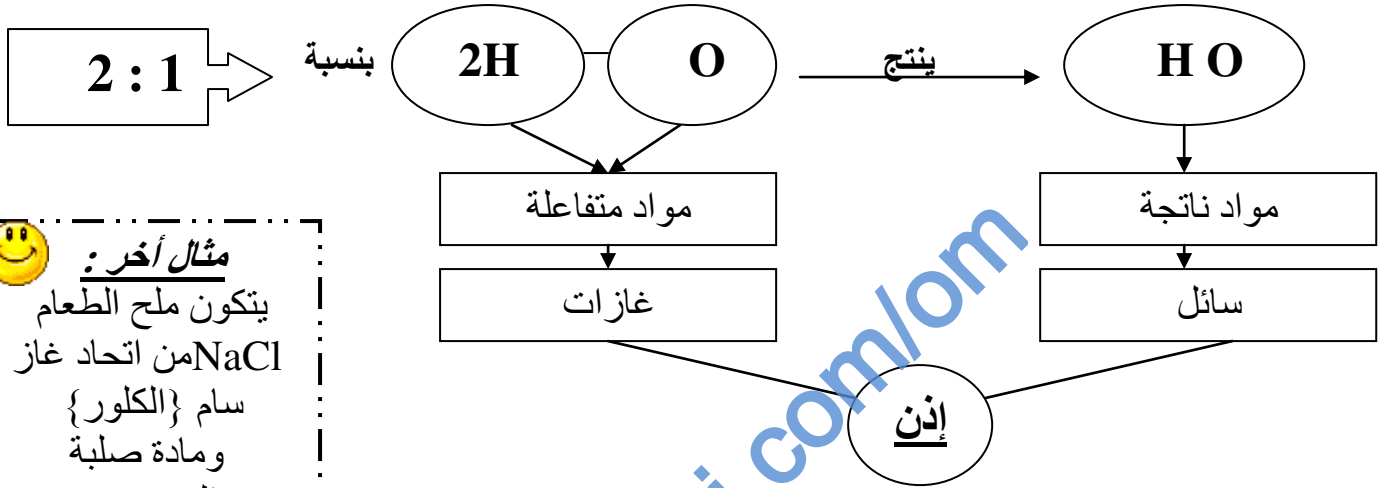 2 : 1
بنسبة
2H
O
ينتج
H O
مواد متفاعلة
مواد ناتجة
غازات
سائل
إذن
مثال أخر :
يتكون ملح الطعام
NaClمن اتحاد غاز
سام {الكلور}
ومادة صلبة
com/om